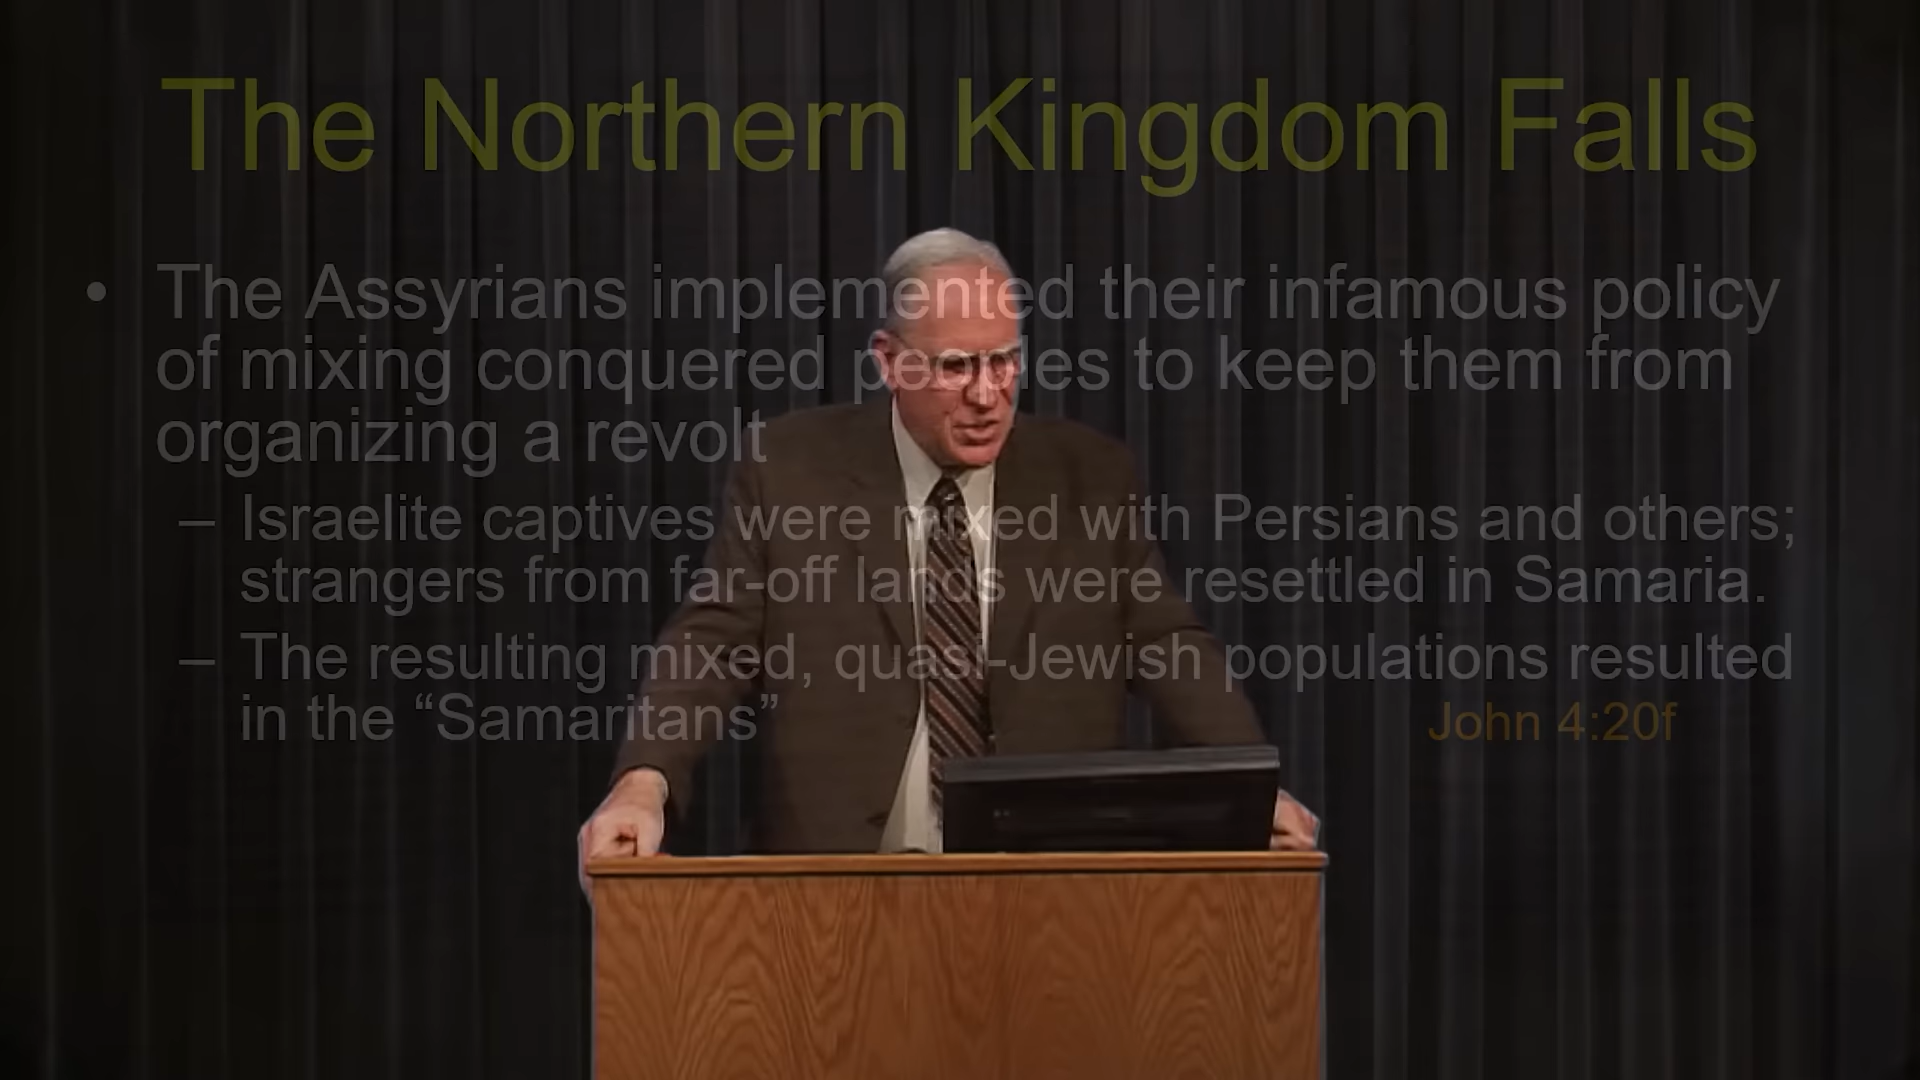 The Northern Kingdom Falls
• The Assyrians implemented their infamous policy
of mixing conquered peoples to keep them from
organizing a revolt
– Israelite captives were mixed with Persians and others;
strangers from far-off lands were resettled in Samaria.
– The resulting mixed, quasi-Jewish populations resulted
in the “Samaritans” John 4:20f